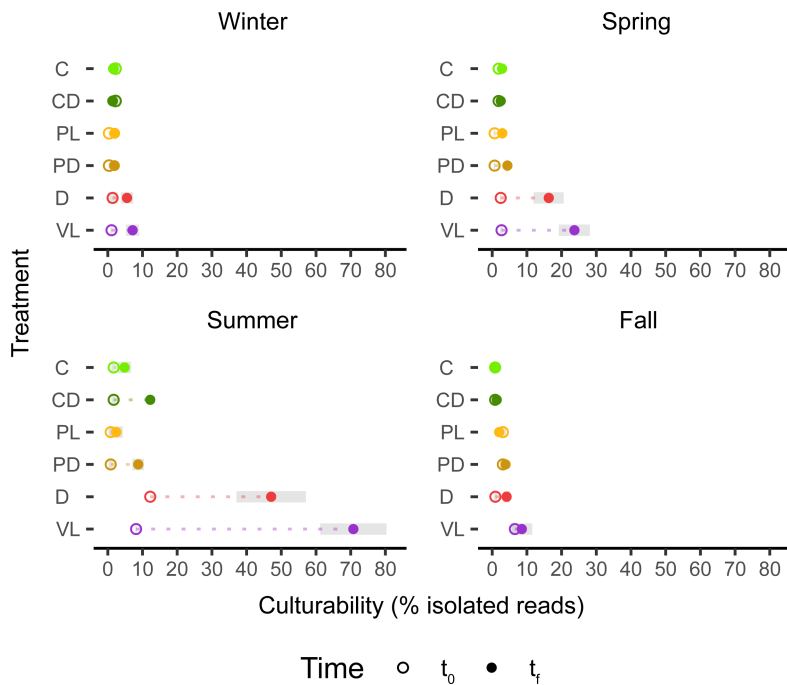 Winter
Spring
C
CD
PL
PD
D
VL
0 10 20 30 40 50 60 70 80
C
CD
PL
PD
D
VL
0 10 20 30 40 50 60 70 80
Treatment
Summer
Fall
C
CD
PL
PD
D
VL
0 10 20 30 40 50 60 70 80
C
CD
PL
PD
D
VL
0 10 20 30 40 50 60 70 80
Culturability (% isolated reads)
Time t0 tf